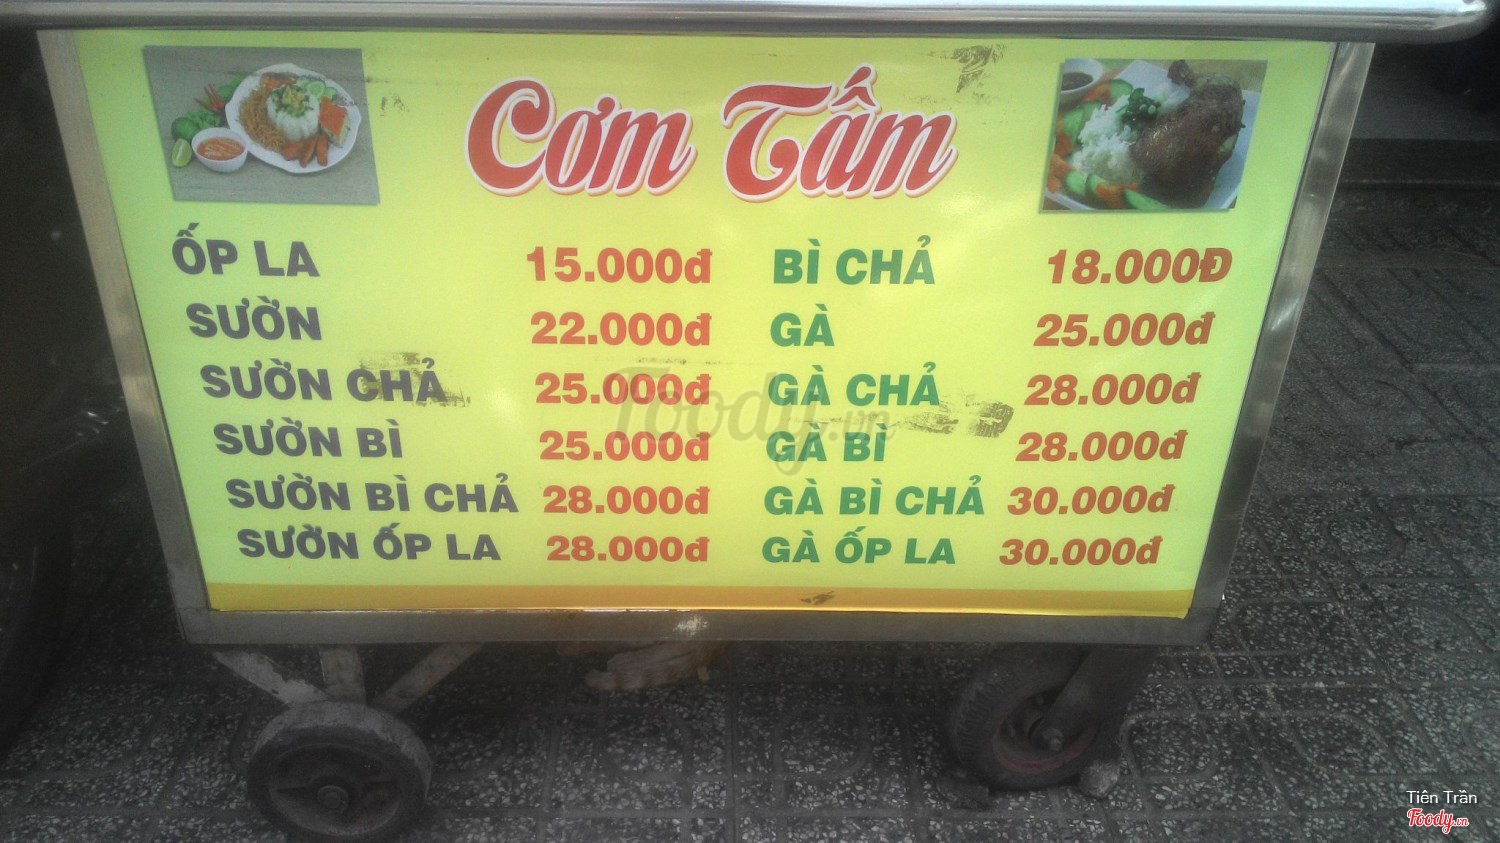 Cơm Tấm
ỐP LA 15.000đ
SƯỜN 22.000đ
SƯỜN CHẢ 25.000đ
SƯỜN BÌ 25.000đ
SƯỜN BÌ CHẢ 28.000đ
SƯỜN ỐP LA 28.000đ
BÌ CHẢ 18.000Đ
GÀ 25.000đ
GÀ CHẢ 28.000đ
GÀ BÌ 28.000đ
GÀ BÌ CHẢ 30.000đ
GÀ ỐP LA 30.000đ
Foody.vn
Tiên Trần
Foody.vn